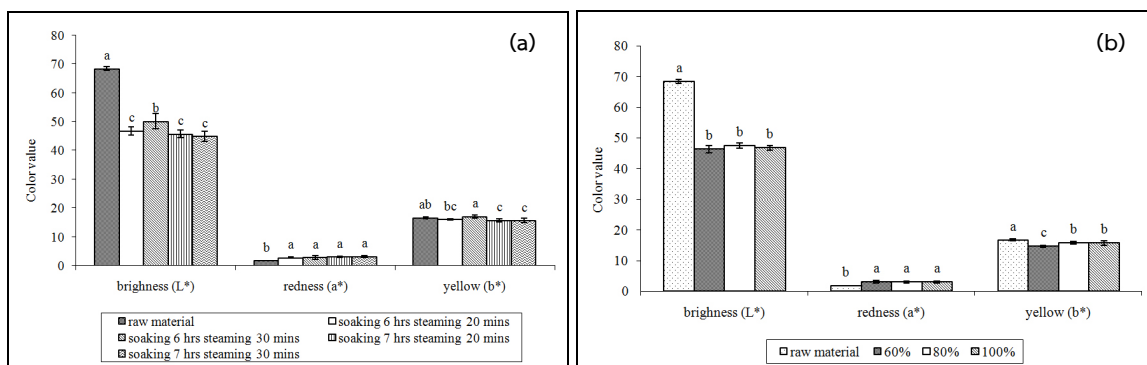 (a)
80
70
60
50
40
30
20
10
0
Color value
a
c
b
c
c
b
a
a
a
a
ab
bc
a
c
c
brighness (L*) redness (a*) yellow (b*)
raw material soaking 6 hrs steaming 20 mins
soaking 6 hrs steaming 30 mins soaking 7 hrs steaming 20 mins
soaking 7 hrs steaming 30 mins
(b)
80
70
60
50
40
30
20
10
0
Color value
a
b
b
b
b
a
a
a
a
c
b
b
brighness (L*) redness (a*) yellow (b*)
raw material 60% 80% 100%